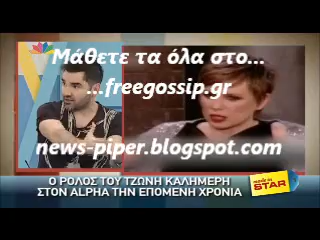 Μάθετε τα όλα στο...
...freegossip.gr
news-piper.blogspot.com
Ο ΡΟΛΟΣ ΤΟΥ ΤΖΩΝΗ ΚΑΛΗΜΕΡΗ
ΣΤΟΝ ALPHA ΤΗΝ ΕΠΟΜΕΝΗ ΧΡΟΝΙΑ
STAR